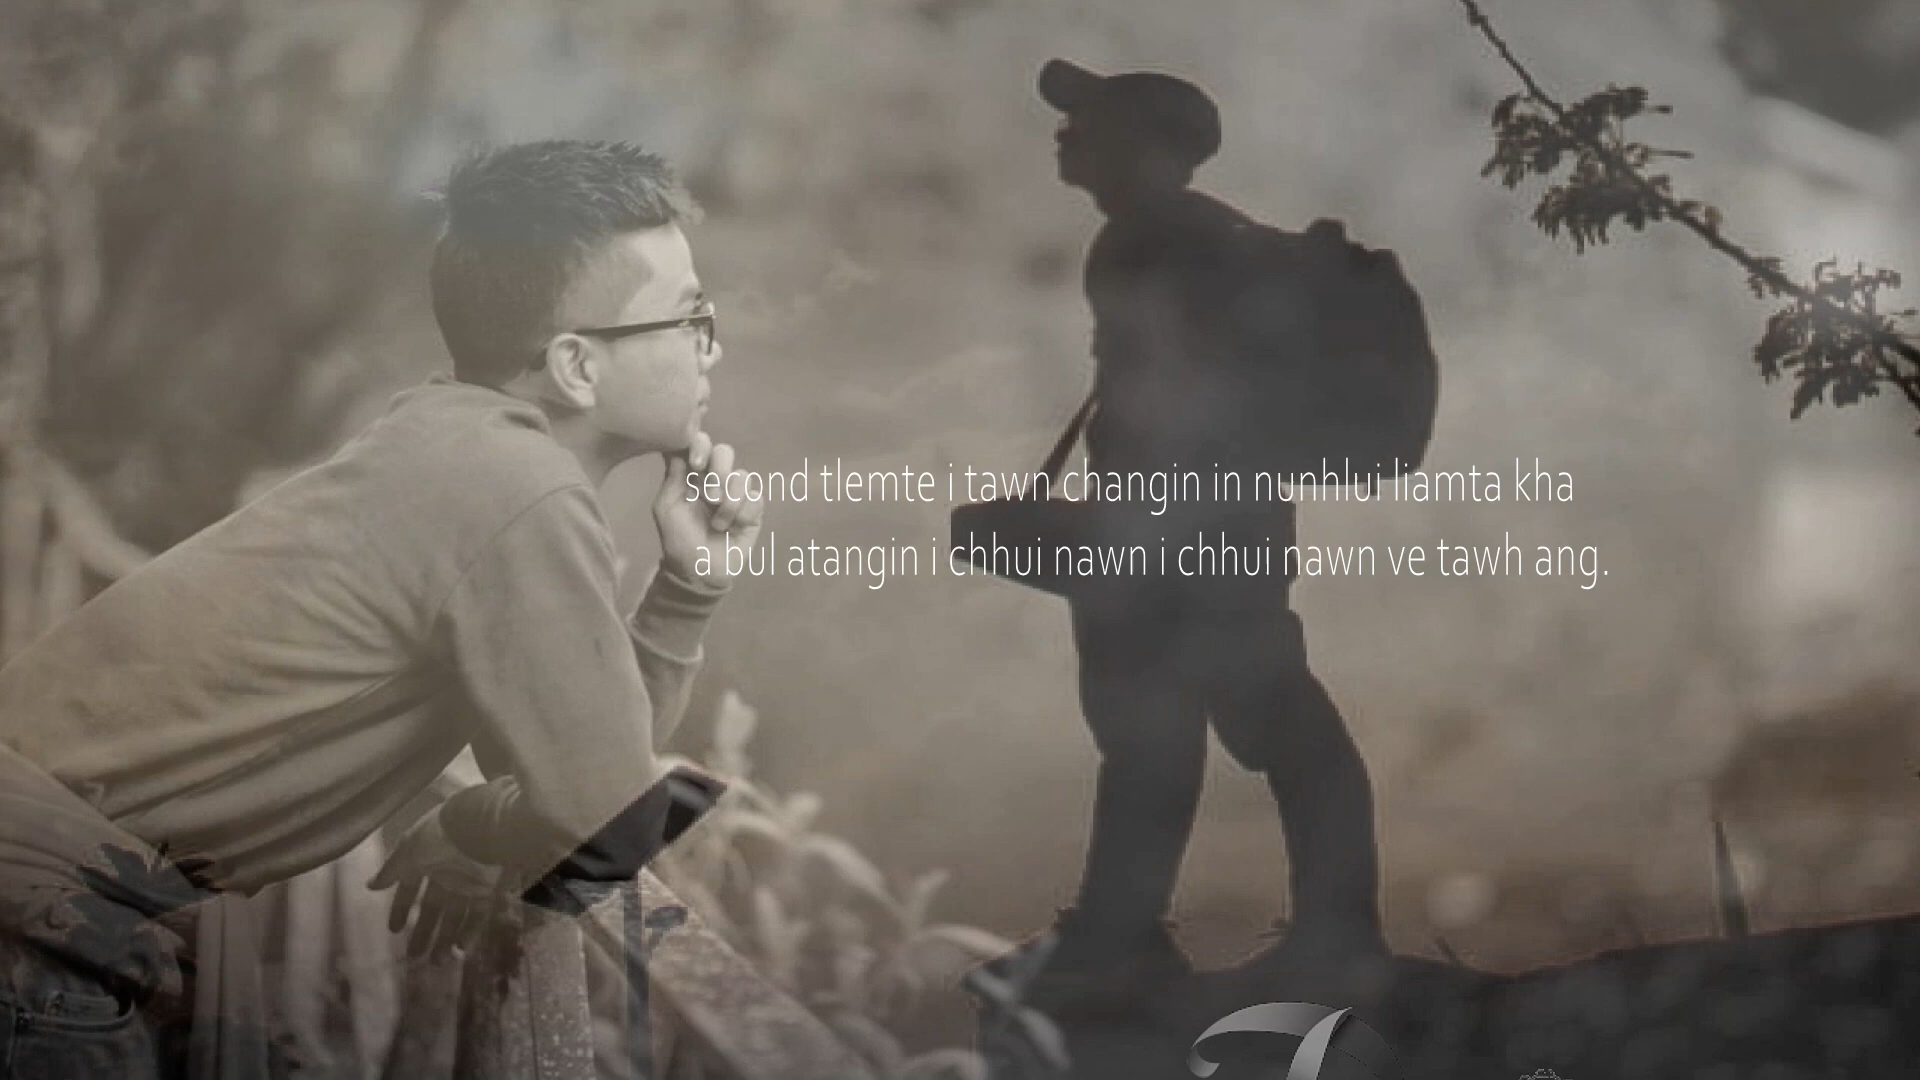 second tlemte i tawn changin in nunhlui liamta kha
a bul atangin i chhui nawn i chhui nawn ve tawh ang.